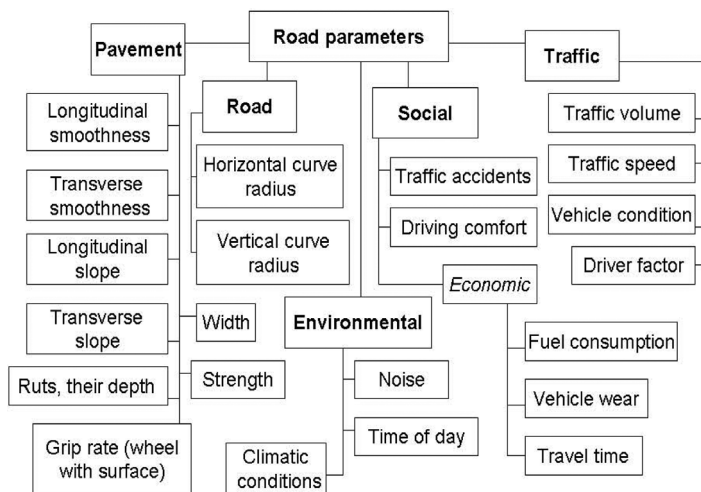 Road parameters
Pavement
Longitudinal
smoothness
Transverse
smoothness
Longitudinal
slope
Transverse
slope
Ruts, their depth
Grip rate (wheel
with surface)
Width
Strength
Road
Horizontal curve
radius
Vertical curve
radius
Environmental
Noise
Time of day
Climatic
conditions
Social
Traffic accidents
Driving comfort
Economic
Fuel consumption
Vehicle wear
Travel time
Traffic
Traffic volume
Traffic speed
Vehicle condition
Driver factor